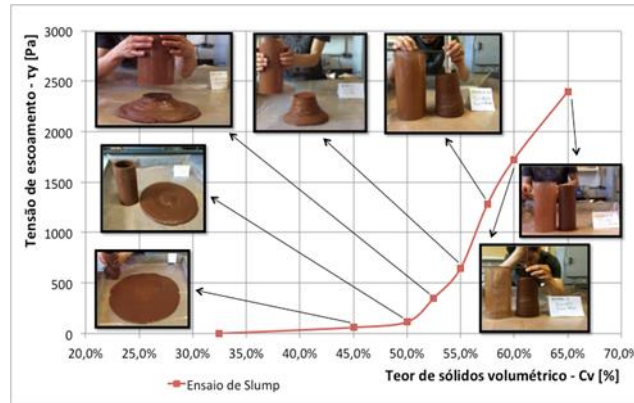 Tensão de escoamento - τy [Pa]
3000
2500
2000
1500
1000
500
0
20,0% 25,0% 30,0% 35,0% 40,0% 45,0% 50,0% 55,0% 60,0% 65,0% 70,0%
Ensaio de Slump
Teor de sólidos volumétrico - Cv [%]